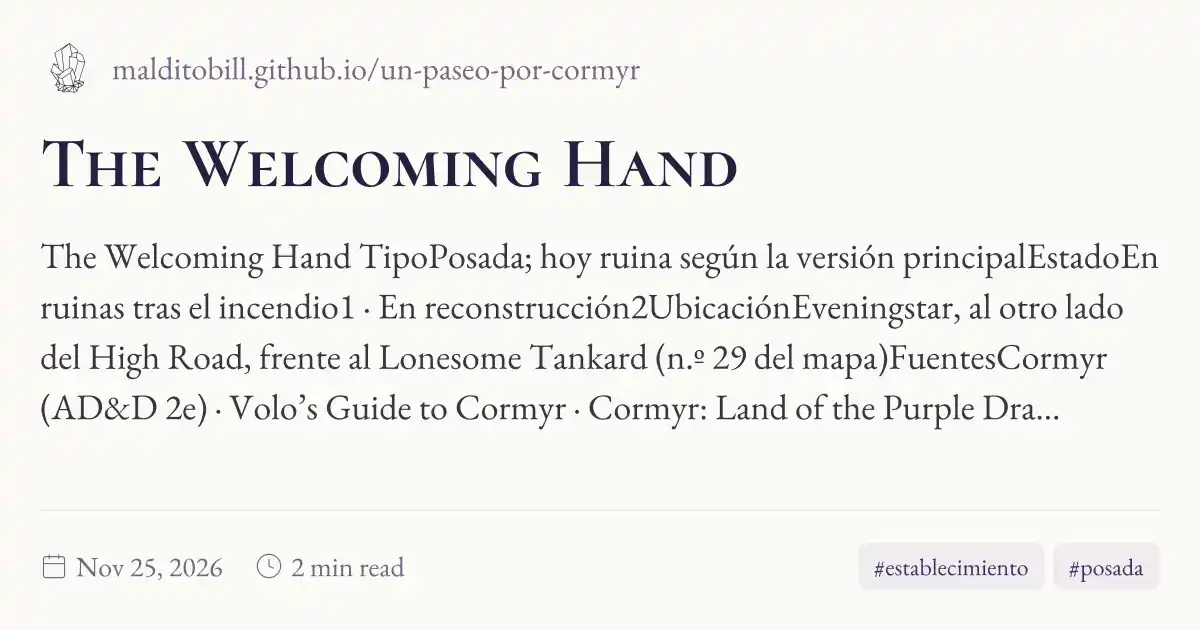 malditobill.github.io/un-paseo-por-cormyr
The Welcoming Hand
The Welcoming Hand TipoPosada; hoy ruina según la versión principalEstadoEn
ruinas tras el incendio1 · En reconstrucción2UbicaciónEveningstar, al otro lado
del High Road, frente al Lonesome Tankard (n.º 29 del mapa)FuentesCormyr
(AD&D 2e) · Volo’s Guide to Cormyr · Cormyr: Land of the Purple Dra...
Nov 25, 2026
2 min read
#establecimiento
#posada